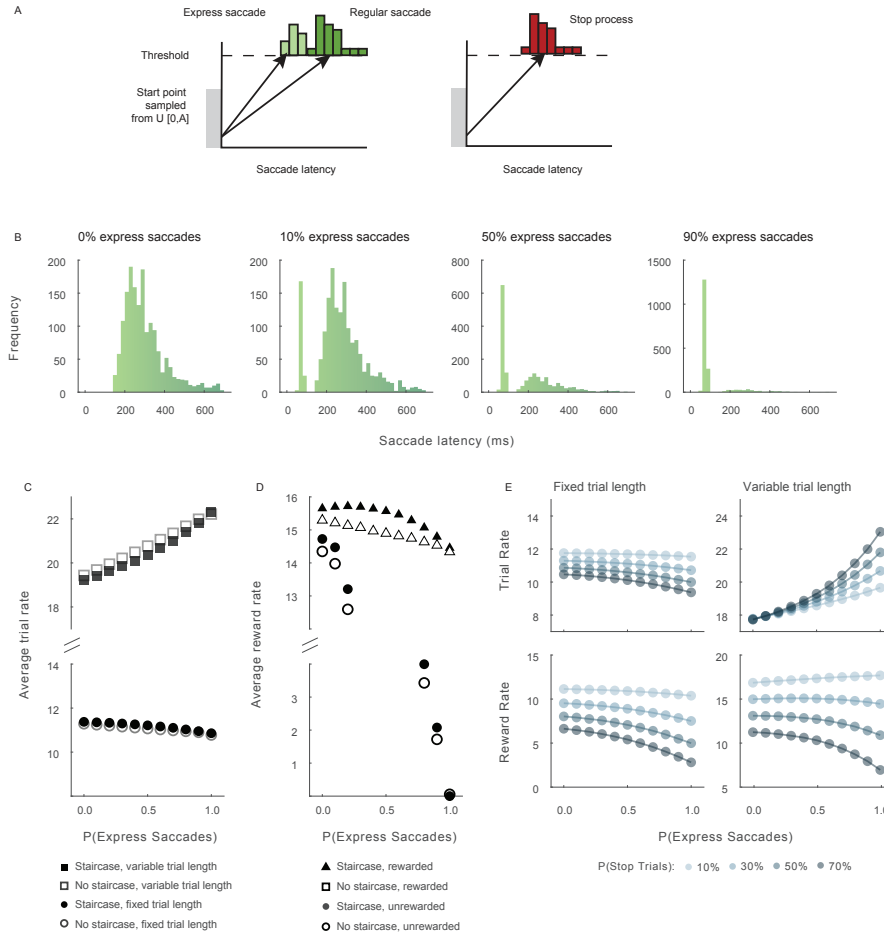 A
Express saccade
Regular saccade
Stop process
Threshold
Start point
sampled
from U [0,A]
Saccade latency
Saccade latency
B
0% express saccades
10% express saccades
50% express saccades
90% express saccades
Frequency
200
150
100
50
0
0 200 400 600
200
150
100
50
0
0 200 400 600
800
600
400
200
0
0 200 400 600
1500
1000
500
0
0 200 400 600
Saccade latency (ms)
C
Average trial rate
22
21
20
19
18
14
12
11
10
0.0 0.5 1.0
P(Express Saccades)
Staircase, variable trial length
No staircase, variable trial length
Staircase, fixed trial length
No staircase, fixed trial length
D
Average reward rate
16
15
14
13
4
3
2
1
0.0 0.5 1.0
P(Express Saccades)
Staircase, rewarded
No staircase, rewarded
Staircase, unrewarded
No staircase, unrewarded
E
Fixed trial length
Variable trial length
Trial Rate
14
12
10
8
24
22
20
18
Reward Rate
15
10
5
0
20
15
10
5
0.0 0.5 1.0
0.0 0.5 1.0
P(Express Saccades)
P(Stop Trials): 10% 30% 50% 70%